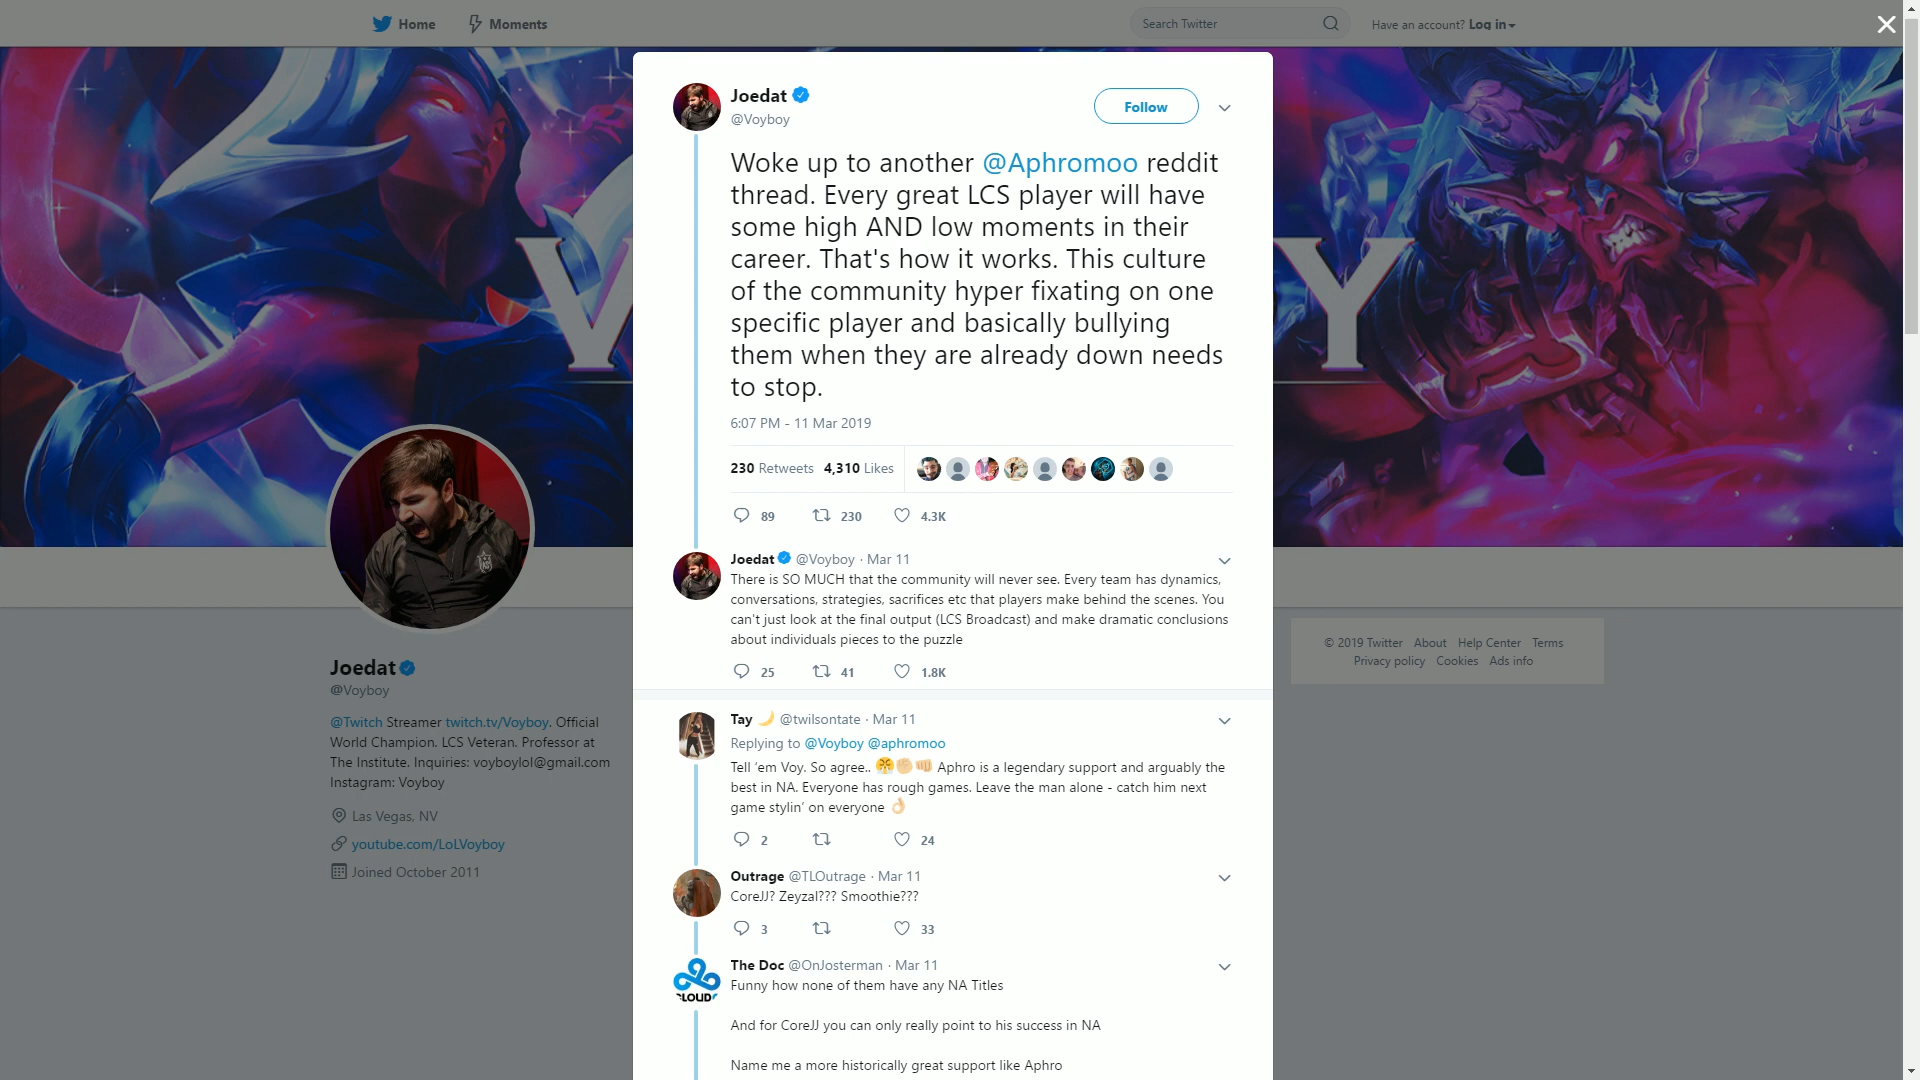 Home
Moments
Search Twitter
Have an account? Log in
Joedat
@Voyboy
Follow
Woke up to another @Aphromoo reddit
thread. Every great LCS player will have
some high AND low moments in their
career. That's how it works. This culture
of the community hyper fixating on one
specific player and basically bullying
them when they are already down needs
to stop.
6:07 PM - 11 Mar 2019
230 Retweets 4,310 Likes
89 230 4.3K
Joedat @Voyboy · Mar 11
There is SO MUCH that the community will never see. Every team has dynamics,
conversations, strategies, sacrifices etc that players make behind the scenes. You
can't just look at the final output (LCS Broadcast) and make dramatic conclusions
about individuals pieces to the puzzle
25 41 1.8K
Tay 🌙 @twilsontate · Mar 11
Replying to @Voyboy @aphromoo
Tell 'em Voy. So agree.. 😤✊🏼👊🏼 Aphro is a legendary support and arguably the
best in NA. Everyone has rough games. Leave the man alone - catch him next
game stylin' on everyone 👌🏼
2 24
Outrage @TLOutrage · Mar 11
CoreJJ? Zeyzal??? Smoothie???
3 33
The Doc @OnJosterman · Mar 11
Funny how none of them have any NA Titles
And for CoreJJ you can only really point to his success in NA
Name me a more historically great support like Aphro
V
Y
Joedat
@Voyboy
@Twitch Streamer twitch.tv/Voyboy. Official
World Champion. LCS Veteran. Professor at
The Institute. Inquiries: voyboylol@gmail.com
Instagram: Voyboy
Las Vegas, NV
youtube.com/LoLVoyboy
Joined October 2011
© 2019 Twitter About Help Center Terms
Privacy policy Cookies Ads info